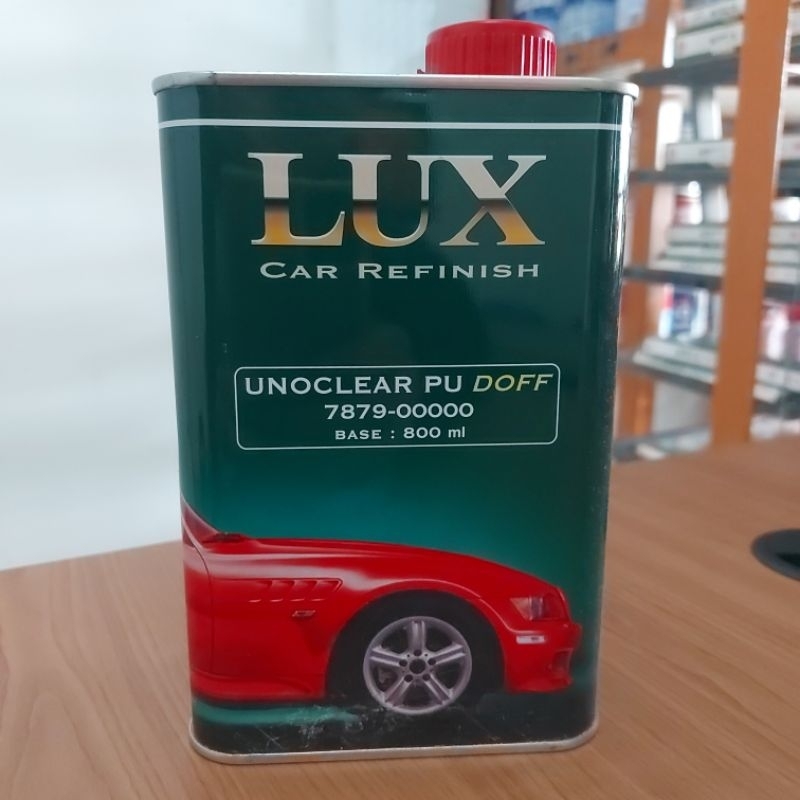 LUX
CAR REFINISH
UNOCLEAR PU DOFF
7879-00000
BASE : 800 ml